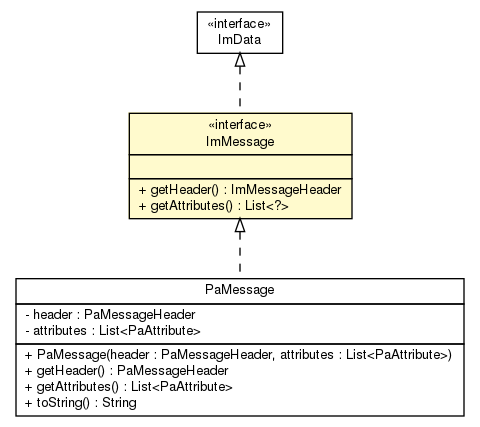 «interface»
ImData
«interface»
ImMessage
+ getHeader() : ImMessageHeader
+ getAttributes() : List<?>
PaMessage
- header : PaMessageHeader
- attributes : List<PaAttribute>
+ PaMessage(header : PaMessageHeader, attributes : List<PaAttribute>)
+ getHeader() : PaMessageHeader
+ getAttributes() : List<PaAttribute>
+ toString() : String